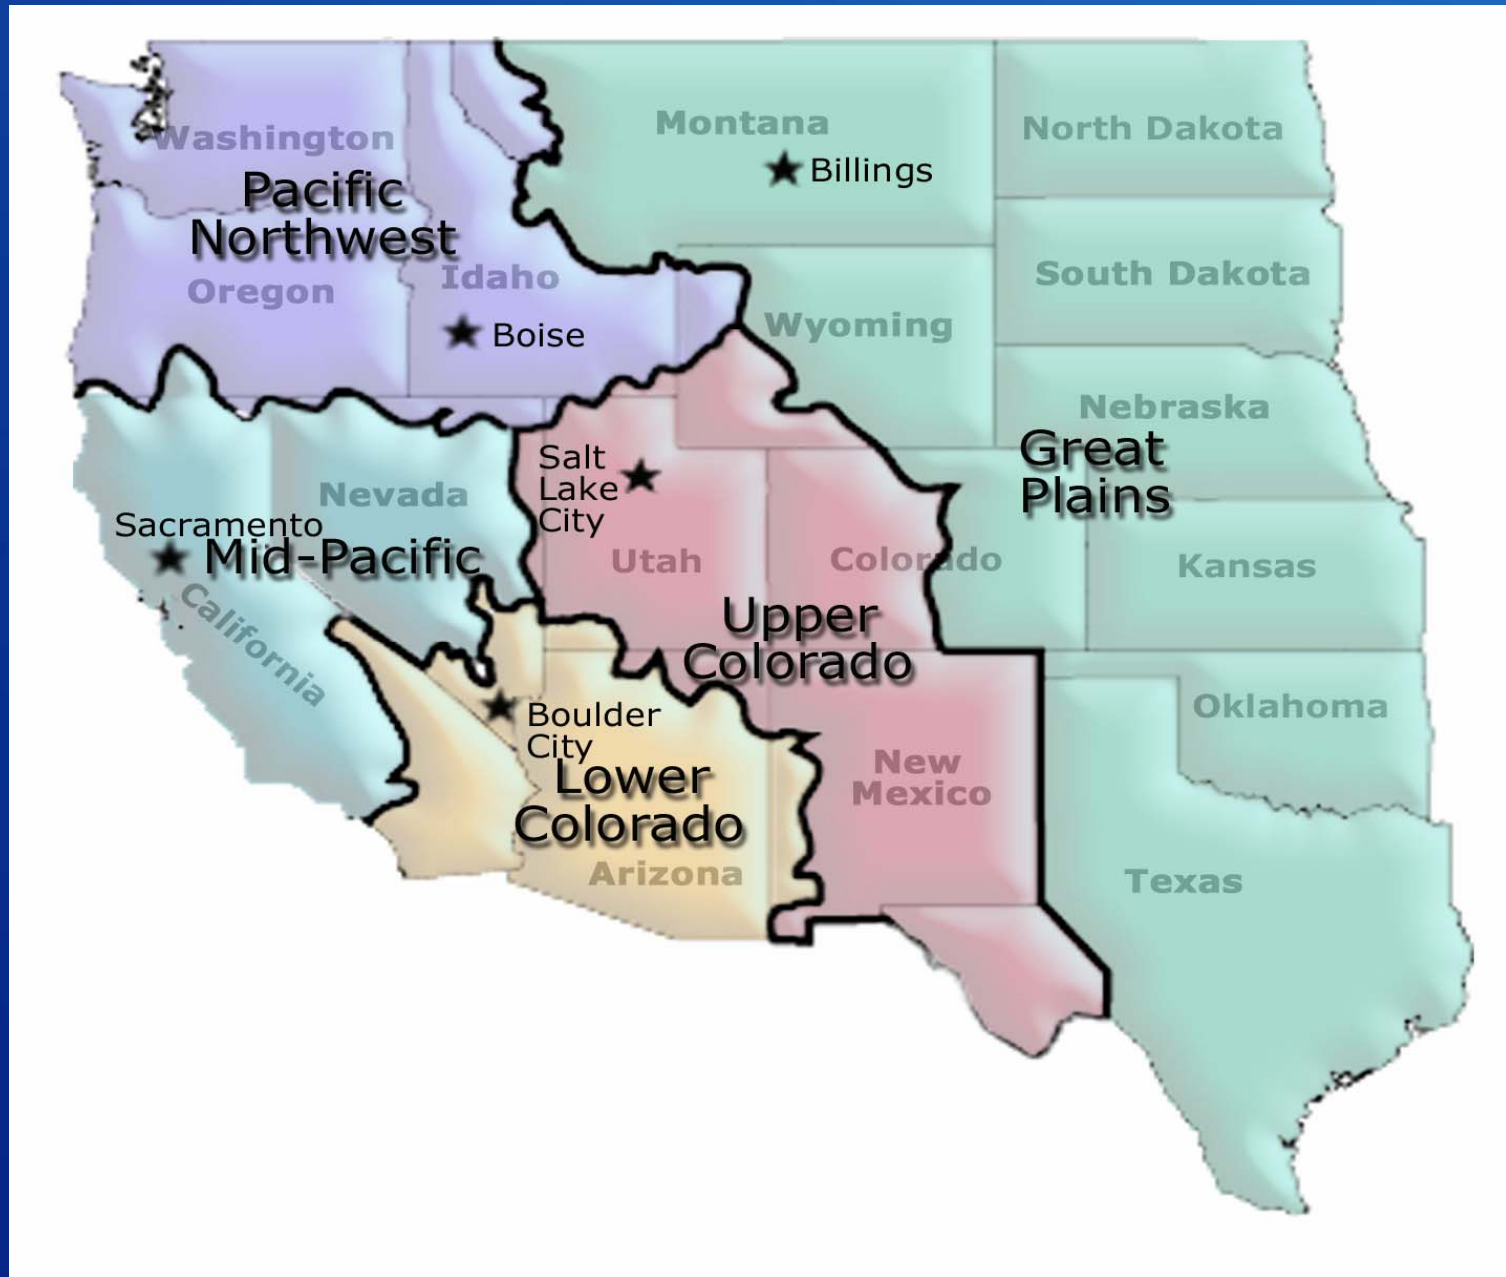 Washington
Pacific
Northwest
Oregon
Idaho
Boise
Montana
Billings
North Dakota
South Dakota
Wyoming
Nebraska
Great
Plains
Salt
Lake
City
Nevada
Sacramento
Mid-Pacific
California
Utah
Colorado
Kansas
Upper
Colorado
Boulder
City
Lower
Colorado
Arizona
New
Mexico
Oklahoma
Texas